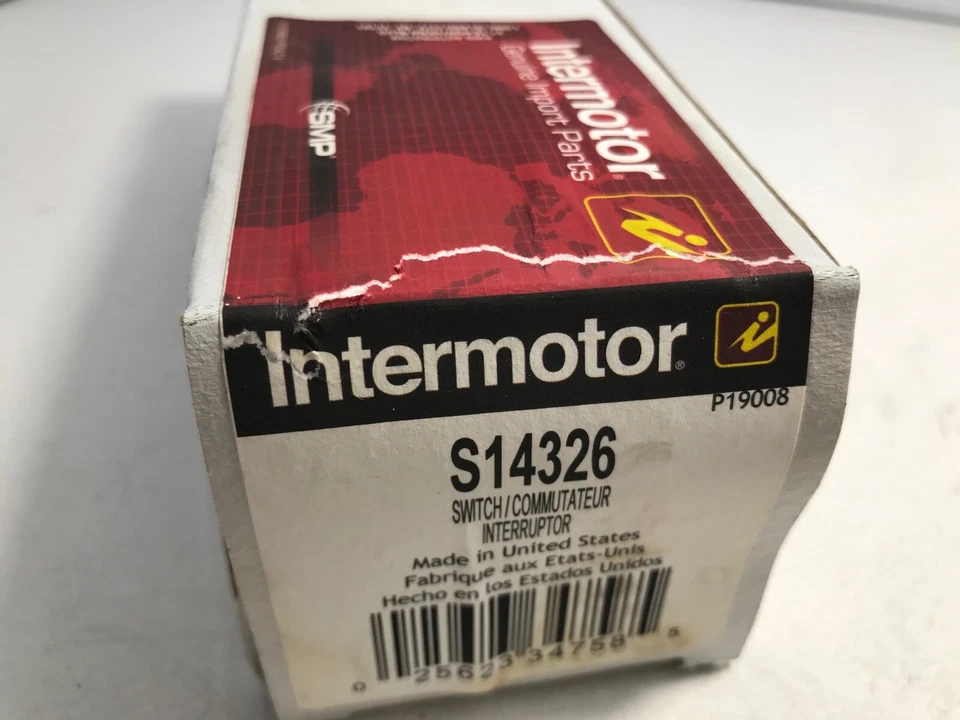 Intermotor®
Genuine Import Parts
SMP
Intermotor®
P19008
S14326
SWITCH/COMMUTATEUR
INTERRUPTOR
Made in United States
Fabrique aux Etats-Unis
Hecho en los Estados Unidos
0 25623 34758 5